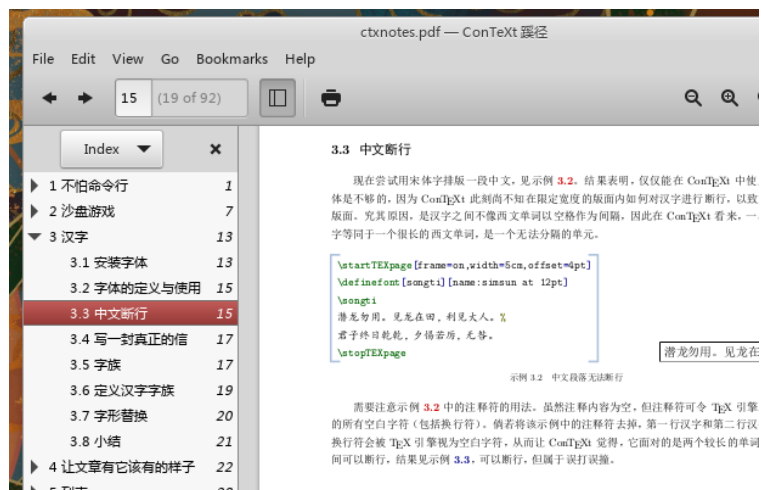 ctxnotes.pdf — ConTeXt 蹊径
File Edit View Go Bookmarks Help
15 (19 of 92)
Index
1 不怕命令行 1
2 沙盘游戏 7
3 汉字 13
3.1 安装字体 13
3.2 字体的定义与使用 15
3.3 中文断行 15
3.4 写一封真正的信 17
3.5 字族 17
3.6 定义汉字字族 19
3.7 字形替换 20
3.8 小结 21
4 让文章有它该有的样子 22
3.3 中文断行
现在尝试用宋体字排版一段中文，见示例 3.2。结果表明，仅仅能在 ConTeXt 中使
体是不够的，因为 ConTeXt 此刻尚不知在限定宽度的版面内如何对汉字进行断行，以致
版面。究其原因，是汉字之间不像西文单词以空格作为间隔，因此在 ConTeXt 看来，一
字等同于一个很长的西文单词，是一个无法分隔的单元。
\startTEXpage[frame=on,width=5cm,offset=4pt]
\definefont[songti][name:simsun at 12pt]
\songti
潜龙勿用。见龙在田，利见大人。%
君子终日乾乾，夕惕若厉，无咎。
\stopTEXpage
潜龙勿用。见龙在
示例 3.2 中文段落无法断行
需要注意示例 3.2 中的注释符的用法。虽然注释内容为空，但注释符可令 TeX 引擎
的所有空白字符（包括换行符）。倘若将该示例中的注释符去掉，第一行汉字和第二行汉
换行符会被 TeX 引擎视为空白字符，从而让 ConTeXt 觉得，它面对的是两个较长的单词
间可以断行，结果见示例 3.3，可以断行，但属于误打误撞。